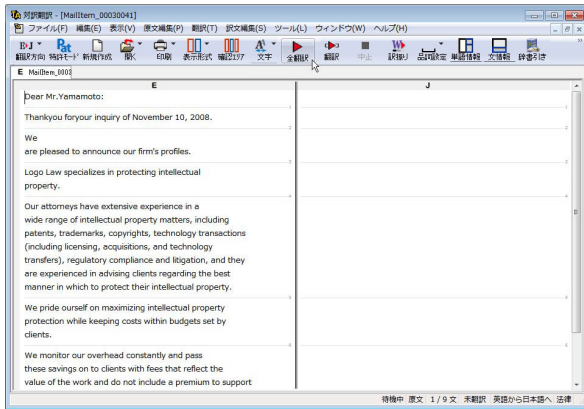 対訳翻訳 - [MailItem_00030041]
ファイル(F) 編集(E) 表示(V) 原文編集(P) 翻訳(T) 訳文編集(S) ツール(L) ウィンドウ(W) ヘルプ(H)
E▸J Pat
翻訳方向 特許モード 新規作成 開く 印刷 表示形式 確認エリア 文字 全翻訳 翻訳 中止 訳振り 品詞設定 単語情報 文情報 辞書引き
E MailItem_0003
E J
Dear Mr.Yamamoto:
1 1
Thankyou foryour inquiry of November 10, 2008.
2 2
We
are pleased to announce our firm's profiles.
3 3
Logo Law specializes in protecting intellectual
property.
4 4
Our attorneys have extensive experience in a
wide range of intellectual property matters, including
patents, trademarks, copyrights, technology transactions
(including licensing, acquisitions, and technology
transfers), regulatory compliance and litigation, and they
are experienced in advising clients regarding the best
manner in which to protect their intellectual property.
We pride ourself on maximizing intellectual property
protection while keeping costs within budgets set by
clients.
We monitor our overhead constantly and pass
these savings on to clients with fees that reflect the
value of the work and do not include a premium to support
待機中 原文 1 / 9 文 未翻訳 英語から日本語へ 法律